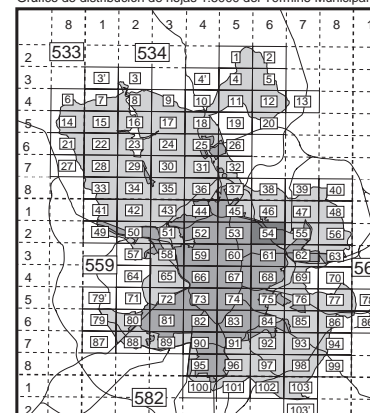 Gráfico de distribución de hojas 1:5000 del Término Municipal
8 1 2 3 4 5 6 7 8 1
533 534
2 1 2
3 3' 3 4' 4 5
4 6 7 8 9 10 11 12 13
5 14 15 16 17 18 19 20
6 21 22 23 24 25 26
7 27 28 29 30 31 32
8 33 34 35 36 37 38 39 40
1 41 42 43 44 45 46 47 48
2 49 50 51 52 53 54 55 56
3 57 58 59 60 61 62 63
559 56
4 64 65 66 67 68 69 70
5 79' 71 72 73 74 75 76 77 78
6 79 80 81 82 83 84 85 86 86
7 87 88 89 90 91 92 93 94
8 95 96 97 98 99
1 100 101 102 103
582
103'